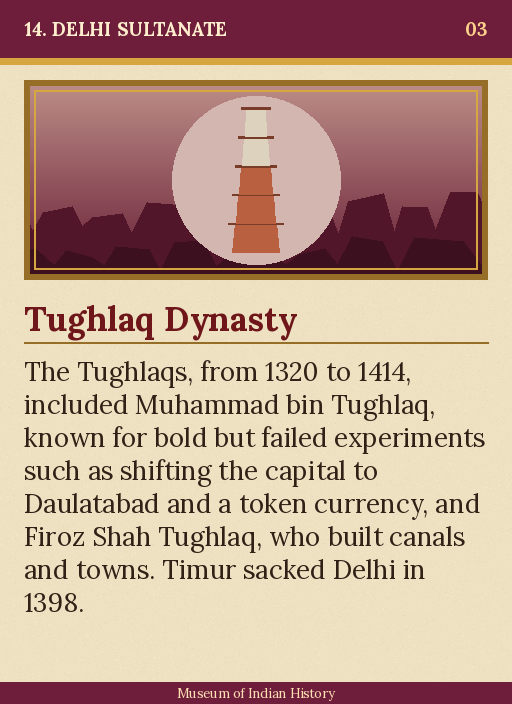 14. DELHI SULTANATE
03
Tughlaq Dynasty
The Tughlaqs, from 1320 to 1414,
included Muhammad bin Tughlaq,
known for bold but failed experiments
such as shifting the capital to
Daulatabad and a token currency, and
Firoz Shah Tughlaq, who built canals
and towns. Timur sacked Delhi in
1398.
Museum of Indian History